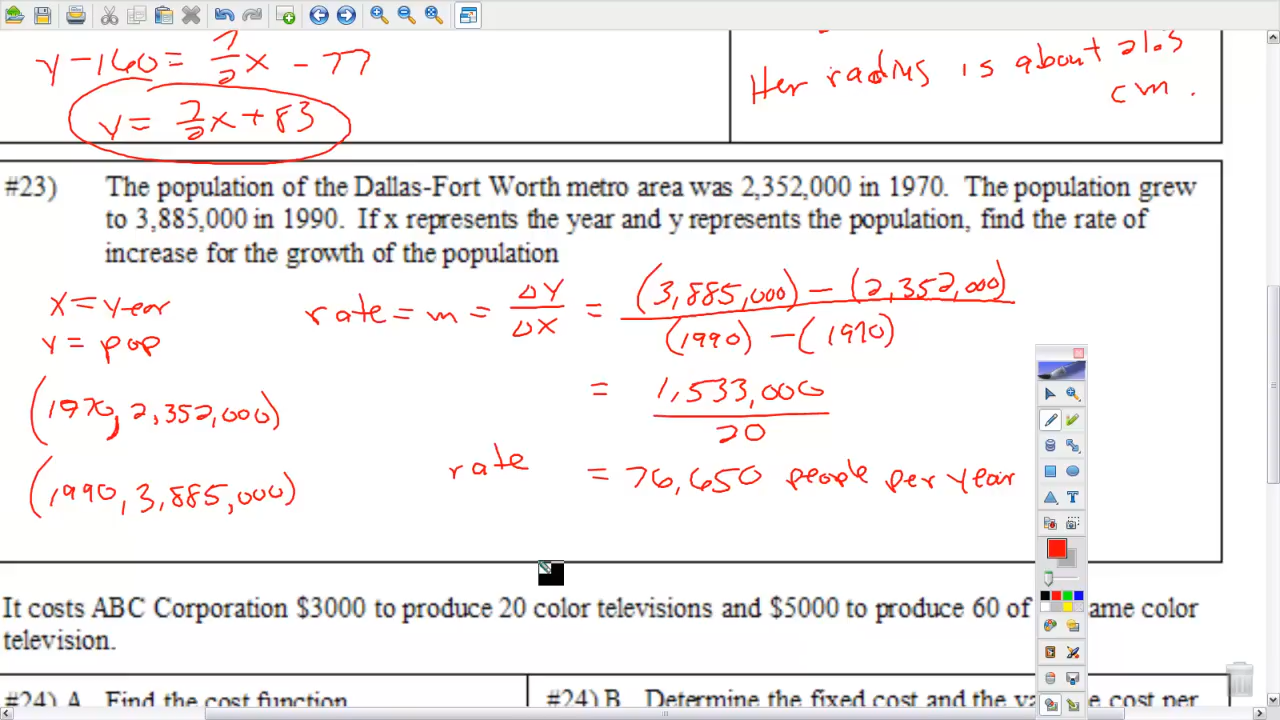 y-160 = 7/2 x - 77
y = 7/2 x + 83
Her radius is about 21.5
cm.
#23) The population of the Dallas-Fort Worth metro area was 2,352,000 in 1970. The population grew
to 3,885,000 in 1990. If x represents the year and y represents the population, find the rate of
increase for the growth of the population
x = year
y = pop
(1970, 2,352,000)
(1990, 3,885,000)
rate = m = ΔY/ΔX = (3,885,000) - (2,352,000) / (1990) - (1970)
= 1,533,000 / 20
rate = 76,650 people per year
It costs ABC Corporation $3000 to produce 20 color televisions and $5000 to produce 60 of ame color
television.
#24) A Find the cost function.
#24) B Determine the fixed cost and the va e cost per